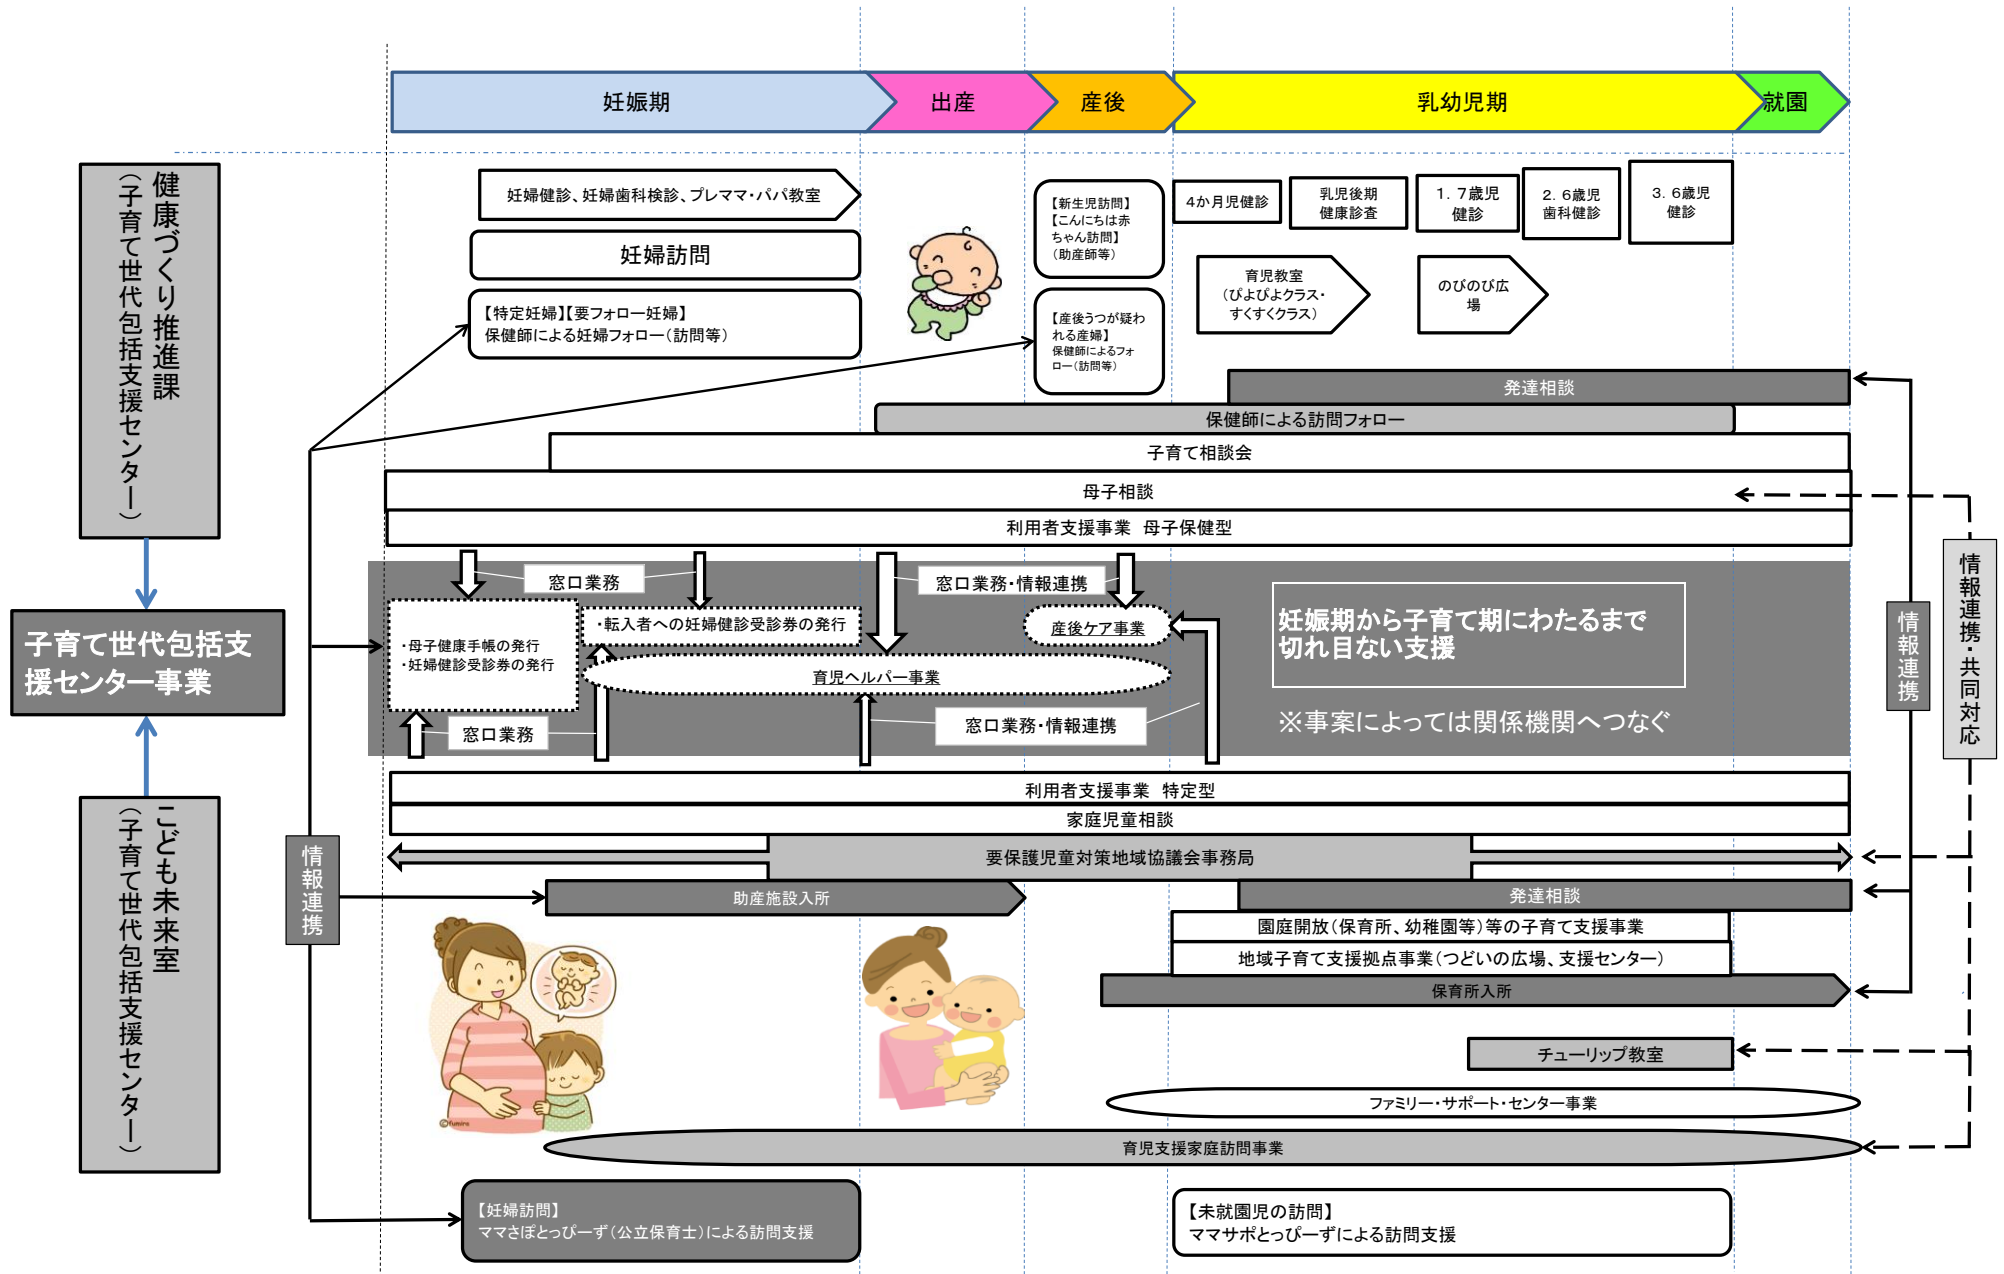 妊娠期
出産
産後
乳幼児期
就園
健康づくり推進課
（子育て世代包括支援センター）
妊婦健診、妊婦歯科検診、プレママ・パパ教室
妊婦訪問
【特定妊婦】【要フォロー妊婦】
保健師による妊婦フォロー（訪問等）
【新生児訪問】
【こんにちは赤
ちゃん訪問】
（助産師等）
【産後うつが疑わ
れる産婦】
保健師によるフォ
ロー（訪問等）
４か月児健診
乳児後期
健康診査
１．７歳児
健診
２．６歳児
歯科健診
３．６歳児
健診
育児教室
（ぴよぴよクラス・
すくすくクラス）
のびのび広
場
発達相談
保健師による訪問フォロー
子育て相談会
母子相談
利用者支援事業　母子保健型
窓口業務
窓口業務・情報連携
・母子健康手帳の発行
・妊婦健診受診券の発行
・転入者への妊婦健診受診券の発行
産後ケア事業
育児ヘルパー事業
窓口業務
窓口業務・情報連携
妊娠期から子育て期にわたるまで
切れ目ない支援
※事案によっては関係機関へつなぐ
子育て世代包括支
援センター事業
情報連携
情報連携・共同対応
こども未来室
（子育て世代包括支援センター）
情報連携
利用者支援事業　特定型
家庭児童相談
要保護児童対策地域協議会事務局
助産施設入所
発達相談
園庭開放（保育所、幼稚園等）等の子育て支援事業
地域子育て支援拠点事業（つどいの広場、支援センター）
保育所入所
チューリップ教室
ファミリー・サポート・センター事業
育児支援家庭訪問事業
©fumira
【妊婦訪問】
ママさぽとっぴーず（公立保育士）による訪問支援
【未就園児の訪問】
ママサポとっぴーずによる訪問支援